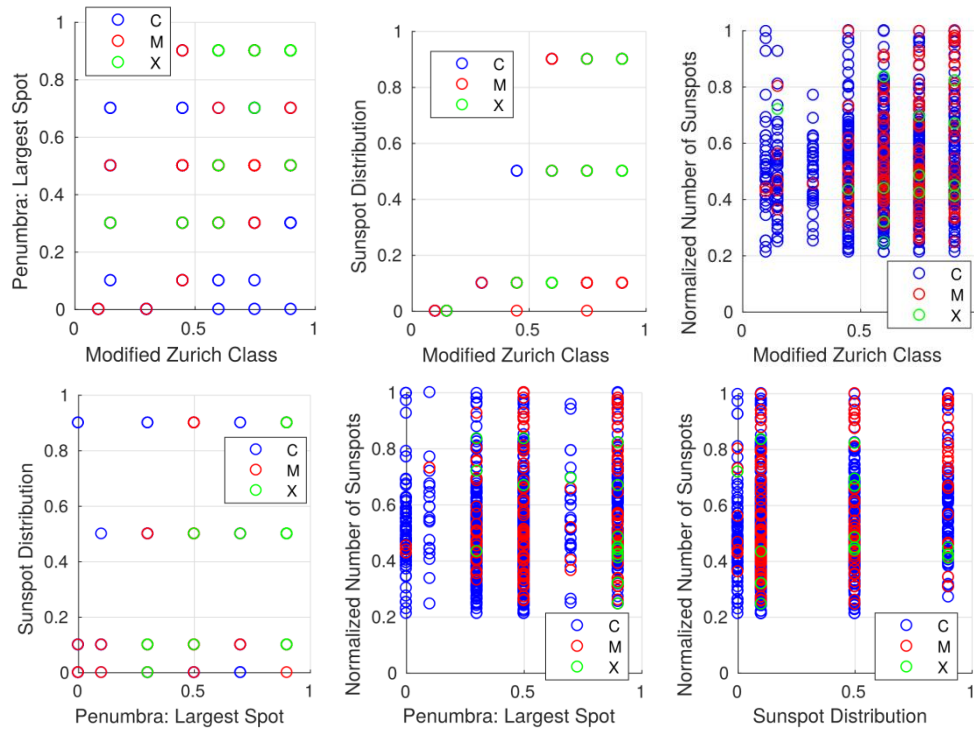 Penumbra: Largest Spot
1
0.8
0.6
0.4
0.2
0
0.5
1
C
M
X
Modified Zurich Class
Sunspot Distribution
1
0.8
0.6
0.4
0.2
0
0
0.5
1
C
M
X
Modified Zurich Class
Normalized Number of Sunspots
1
0.8
0.6
0.4
0.2
0
0.5
1
C
M
X
Modified Zurich Class
Sunspot Distribution
1
0.8
0.6
0.4
0.2
0
0
0.5
1
C
M
X
Penumbra: Largest Spot
Normalized Number of Sunspots
1
0.8
0.6
0.4
0.2
0
0
0.5
1
C
M
X
Penumbra: Largest Spot
Normalized Number of Sunspots
1
0.8
0.6
0.4
0.2
0
0
0.5
1
C
M
X
Sunspot Distribution